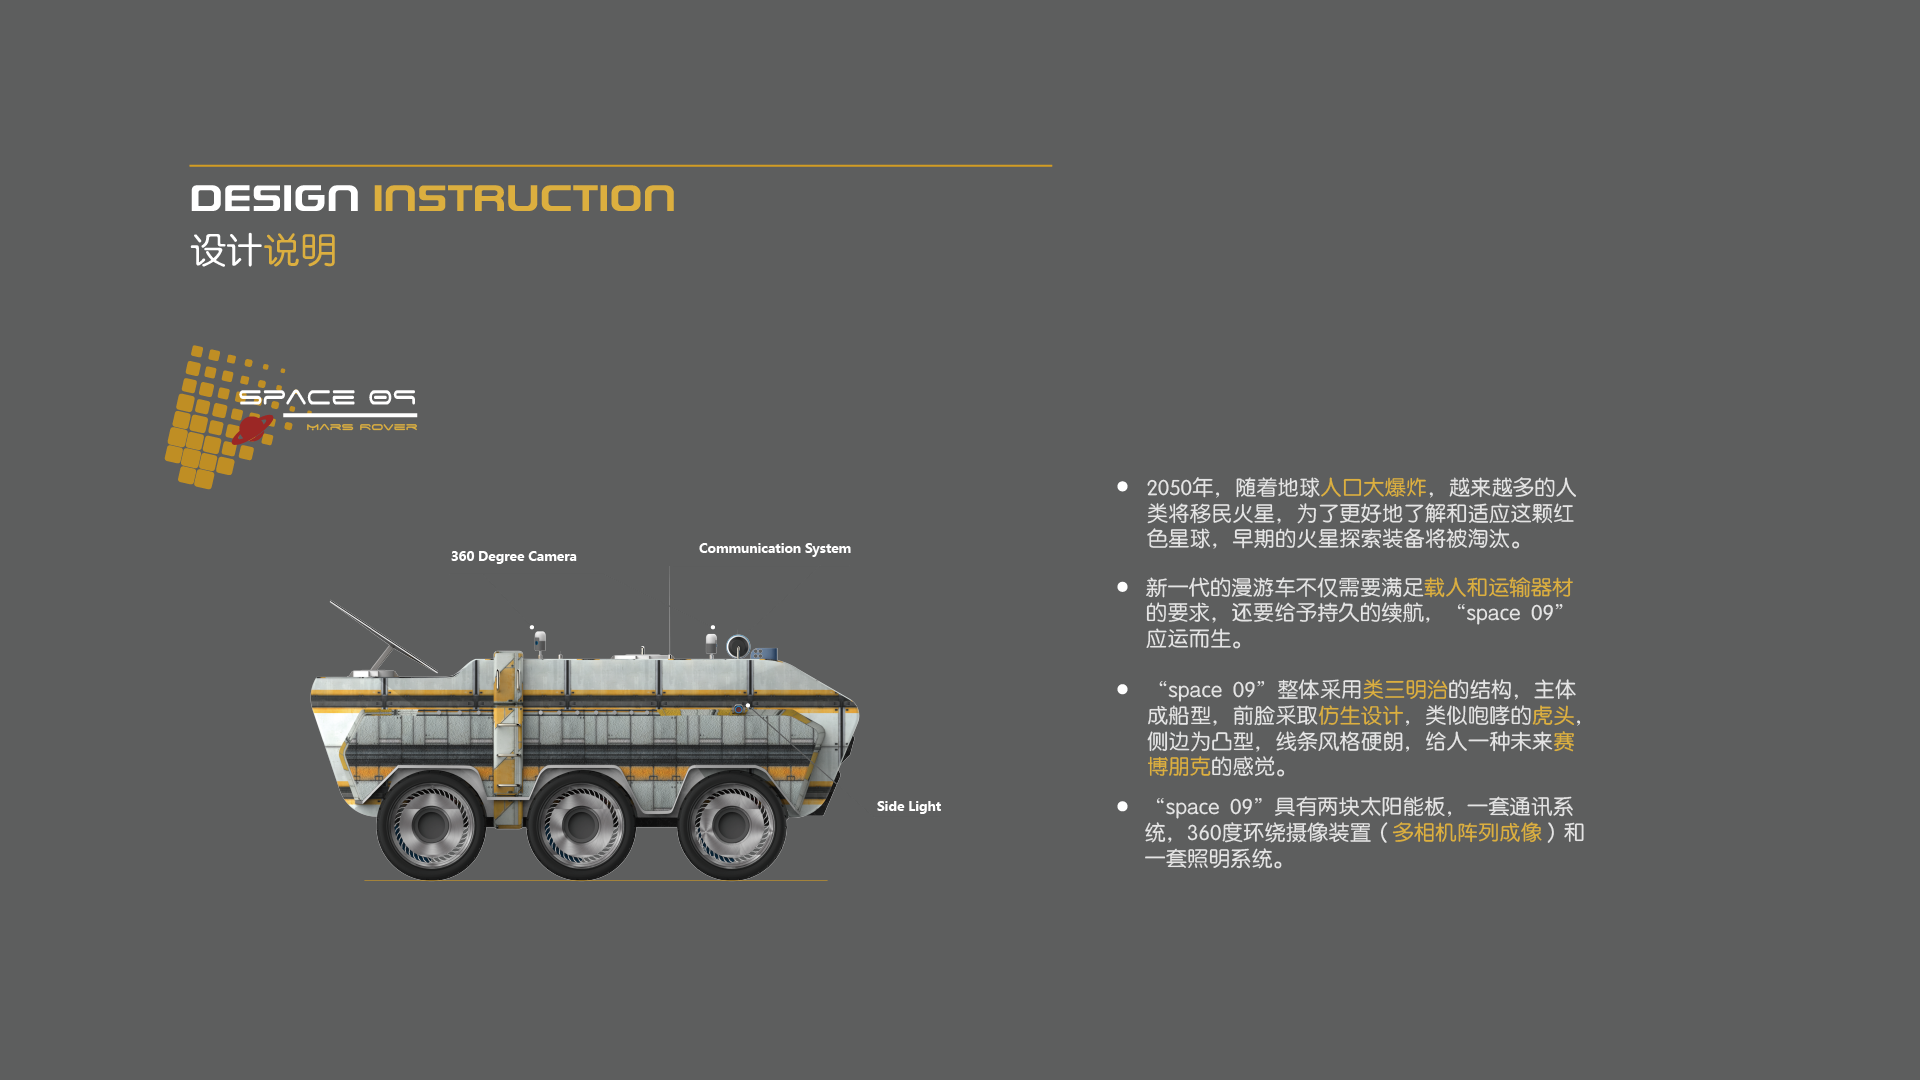 DESIGN INSTRUCTION
设计说明
SPACE 09
MARS ROVER
360 Degree Camera
Communication System
Side Light
2050年，随着地球人口大爆炸，越来越多的人
类将移民火星，为了更好地了解和适应这颗红
色星球，早期的火星探索装备将被淘汰。
新一代的漫游车不仅需要满足载人和运输器材
的要求，还要给予持久的续航，“space 09”
应运而生。
“space 09”整体采用类三明治的结构，主体
成船型，前脸采取仿生设计，类似咆哮的虎头，
侧边为凸型，线条风格硬朗，给人一种未来赛
博朋克的感觉。
“space 09”具有两块太阳能板，一套通讯系
统，360度环绕摄像装置（多相机阵列成像）和
一套照明系统。